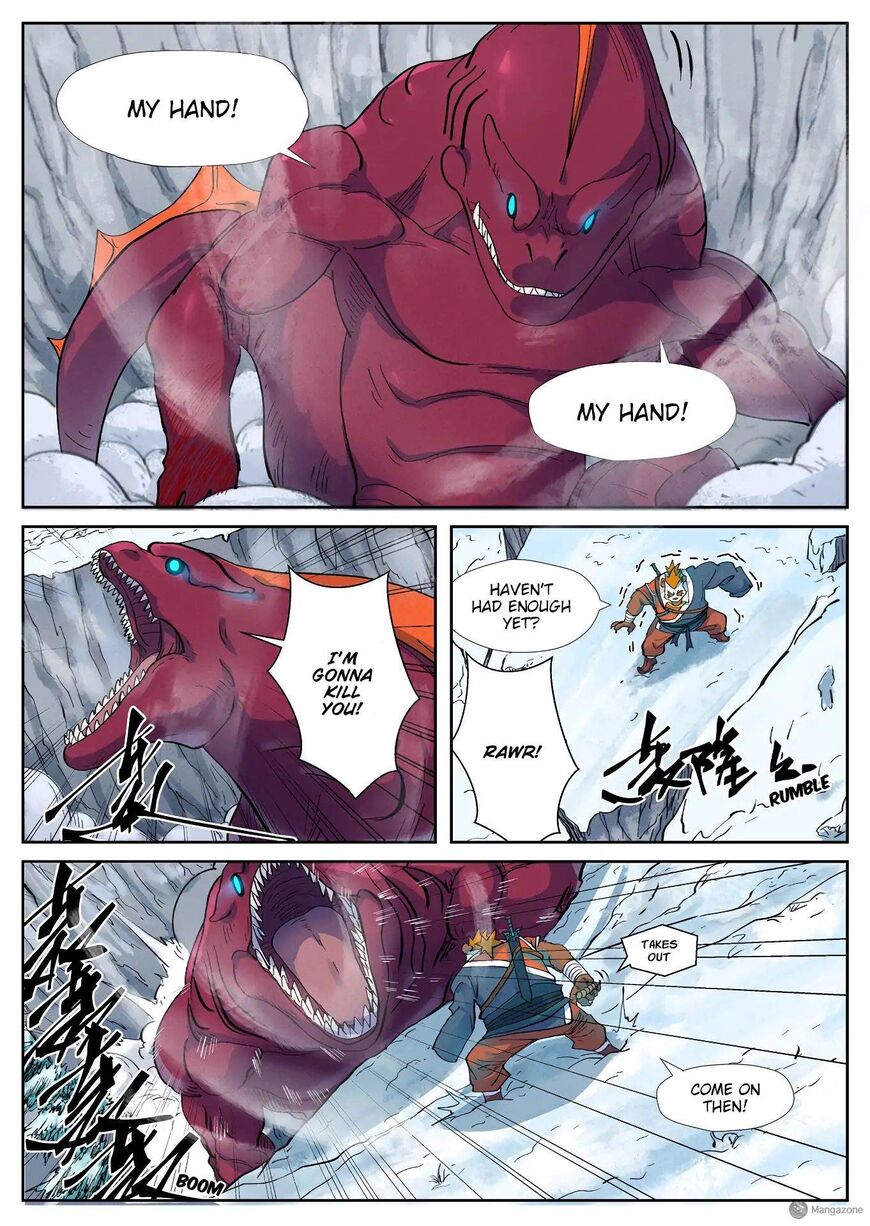 MY HAND!
MY HAND!
I'M
GONNA
KILL
YOU!
HAVEN'T
HAD ENOUGH
YET?
RAWR!
隆
RUMBLE
TAKES
OUT
COME ON
THEN!
BOOM
Mangazone